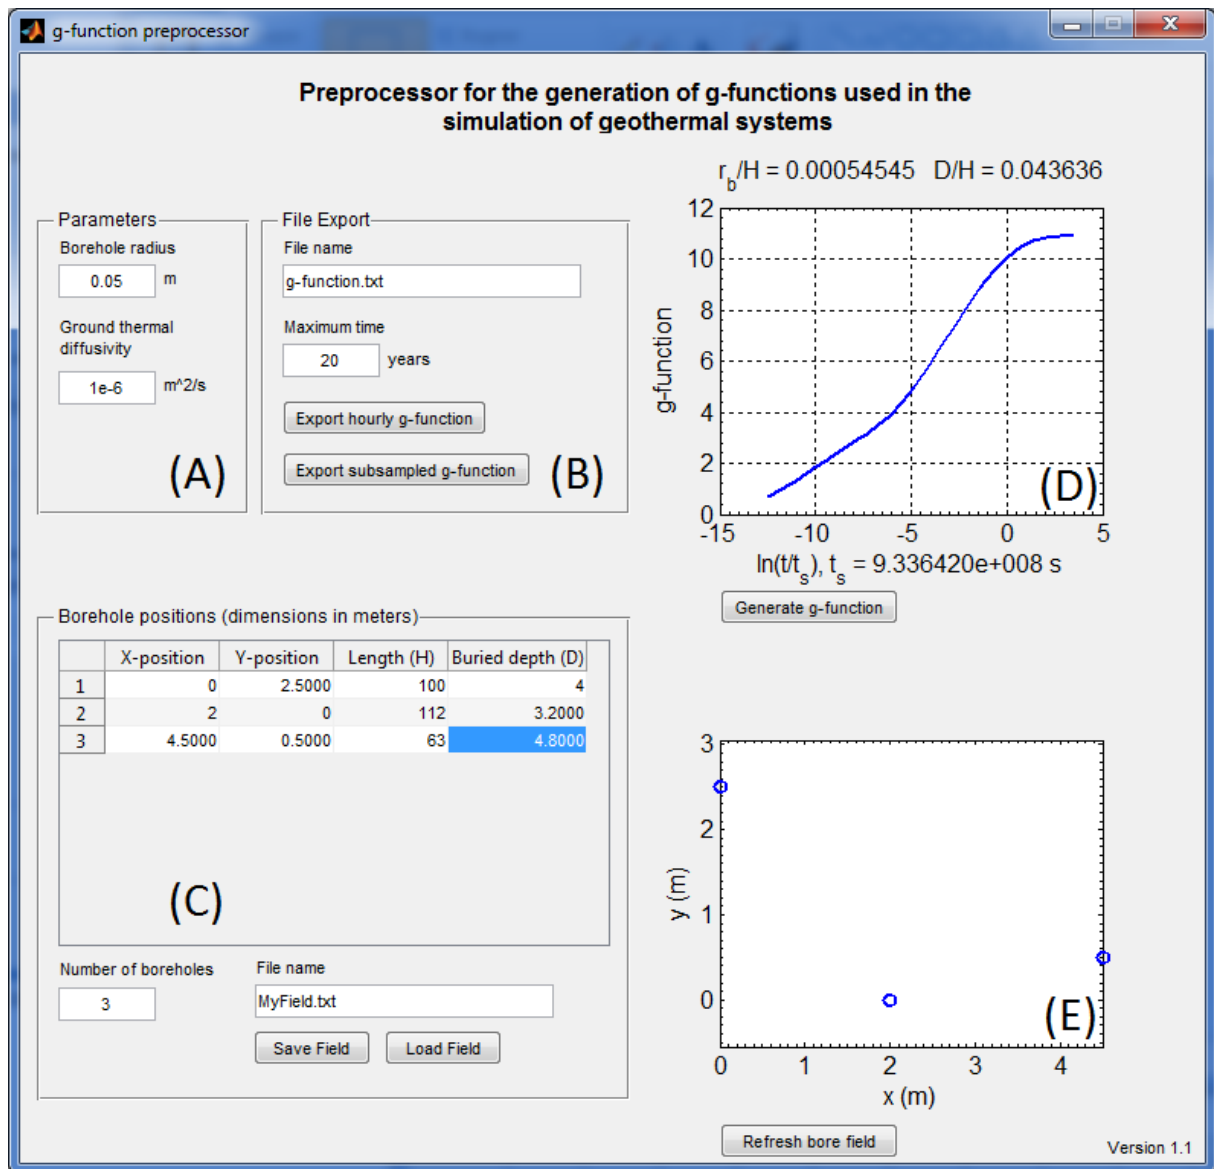 g-function preprocessor
Preprocessor for the generation of g-functions used in the
simulation of geothermal systems
Parameters
Borehole radius
0.05 m
Ground thermal
diffusivity
1e-6 m^2/s
(A)
File Export
File name
g-function.txt
Maximum time
20 years
Export hourly g-function
Export subsampled g-function
(B)
r_b/H = 0.00054545 D/H = 0.043636
g-function
12
10
8
6
4
2
0
-15 -10 -5 0 5
(D)
ln(t/t_s), t_s = 9.336420e+008 s
Generate g-function
Borehole positions (dimensions in meters)
X-position Y-position Length (H) Buried depth (D)
1 0 2.5000 100 4
2 2 0 112 3.2000
3 4.5000 0.5000 63 4.8000
(C)
Number of boreholes
3
File name
MyField.txt
Save Field Load Field
y (m)
3
2
1
0
0 1 2 3 4
(E)
x (m)
Refresh bore field
Version 1.1